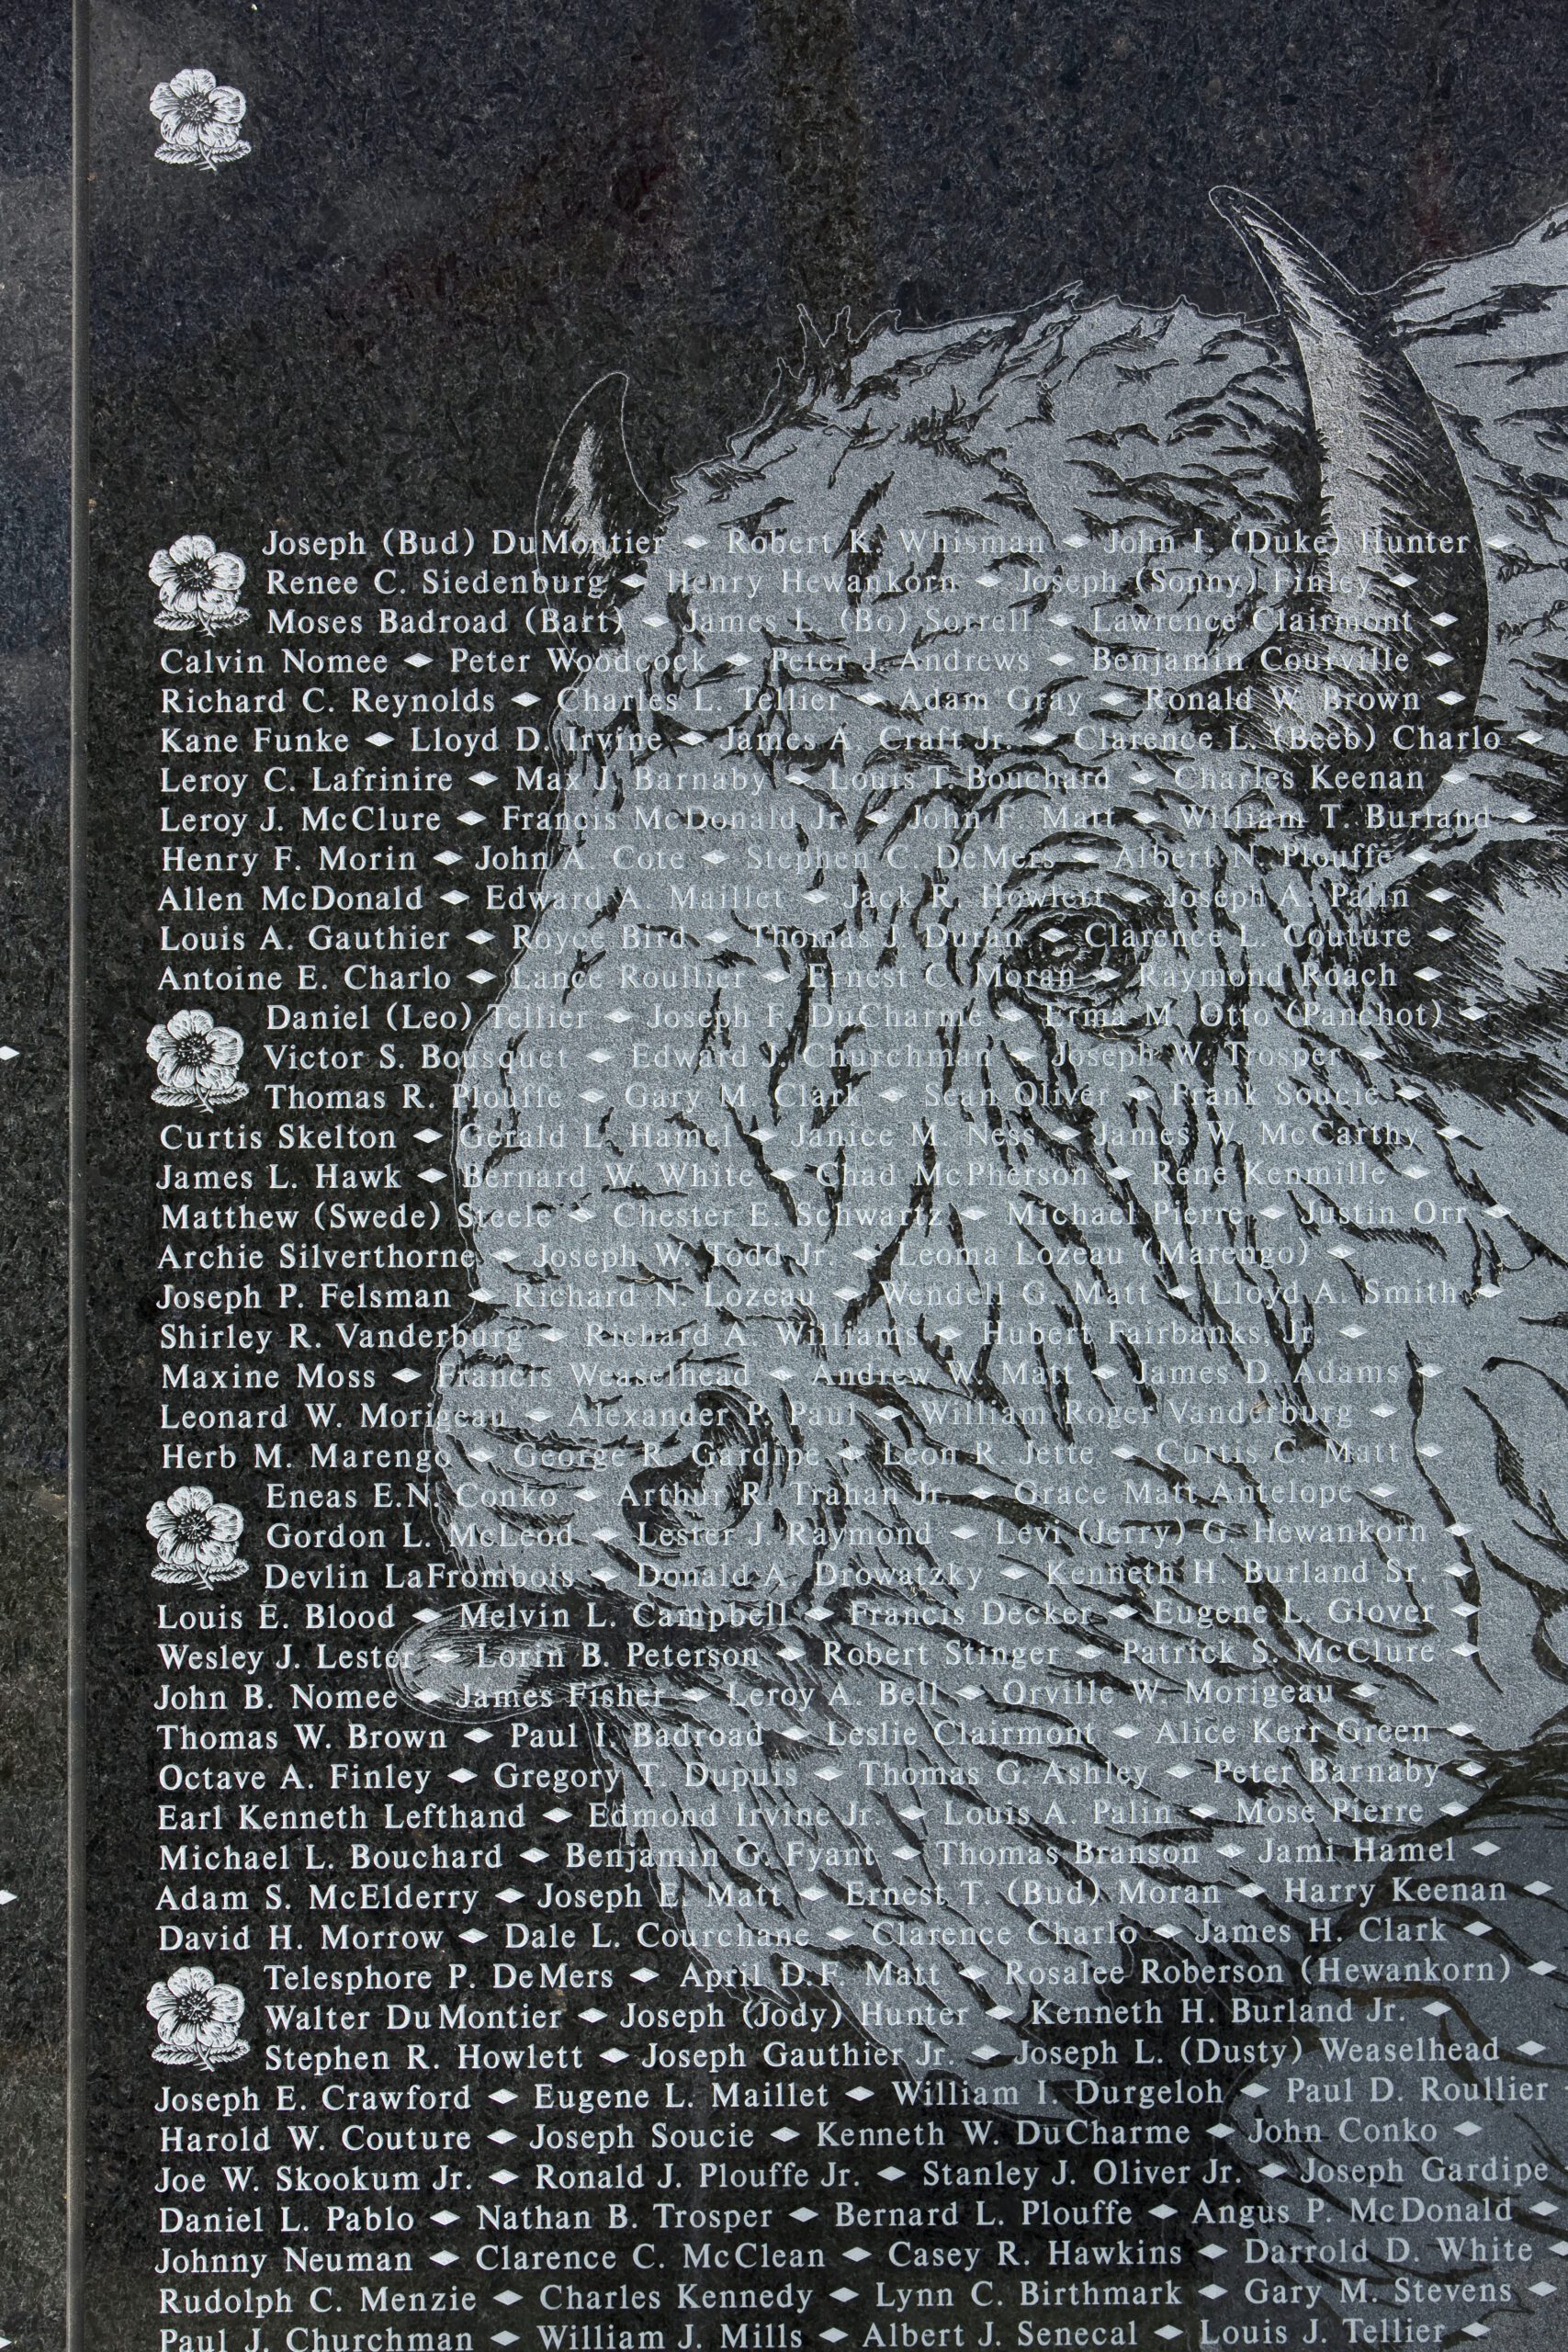 Joseph (Bud) DuMontier ◆ Robert K. Whisman ◆ John I. (Duke) Hunter ◆
Renee C. Siedenburg ◆ Henry Hewankorn ◆ Joseph (Sonny) Finley ◆
Moses Badroad (Bart) ◆ James L. (Bo) Sorrell ◆ Lawrence Clairmont ◆
Calvin Nomee ◆ Peter Woodcock ◆ Peter J. Andrews ◆ Benjamin Courville ◆
Richard C. Reynolds ◆ Charles L. Tellier ◆ Adam Gray ◆ Ronald W. Brown ◆
Kane Funke ◆ Lloyd D. Irvine ◆ James A. Craft Jr. ◆ Clarence L. (Beeb) Charlo ◆
Leroy C. Lafrinire ◆ Max J. Barnaby ◆ Louis T. Bouchard ◆ Charles Keenan ◆
Leroy J. McClure ◆ Francis McDonald Jr. ◆ John F. Matt ◆ William T. Burland ◆
Henry F. Morin ◆ John A. Cote ◆ Stephen C. DeMers ◆ Albert N. Plouffe ◆
Allen McDonald ◆ Edward A. Maillet ◆ Jack R. Howlett ◆ Joseph A. Palin ◆
Louis A. Gauthier ◆ Royce Bird ◆ Thomas J. Duran ◆ Clarence L. Couture ◆
Antoine E. Charlo ◆ Lance Roullier ◆ Ernest C. Moran ◆ Raymond Roach ◆
Daniel (Leo) Tellier ◆ Joseph F. DuCharme ◆ Erma M. Otto (Panchot) ◆
Victor S. Bousquet ◆ Edward J. Churchman ◆ Joseph W. Trosper ◆
Thomas R. Plouffe ◆ Gary M. Clark ◆ Sean Oliver ◆ Frank Soucie ◆
Curtis Skelton ◆ Gerald L. Hamel ◆ Janice M. Ness ◆ James W. McCarthy ◆
James L. Hawk ◆ Bernard W. White ◆ Chad McPherson ◆ Rene Kenmille ◆
Matthew (Swede) Steele ◆ Chester E. Schwartz ◆ Michael Pierre ◆ Justin Orr ◆
Archie Silverthorne ◆ Joseph W. Todd Jr. ◆ Leoma Lozeau (Marengo) ◆
Joseph P. Felsman ◆ Richard N. Lozeau ◆ Wendell G. Matt ◆ Lloyd A. Smith ◆
Shirley R. Vanderburg ◆ Richard A. Williams ◆ Hubert Fairbanks Jr. ◆
Maxine Moss ◆ Francis Weaselhead ◆ Andrew W. Matt ◆ James D. Adams ◆
Leonard W. Morigeau ◆ Alexander P. Paul ◆ William Roger Vanderburg ◆
Herb M. Marengo ◆ George R. Gardipe ◆ Leon R. Jette ◆ Curtis C. Matt ◆
Eneas E.N. Conko ◆ Arthur R. Trahan Jr. ◆ Grace Matt Antelope ◆
Gordon L. McLeod ◆ Lester J. Raymond ◆ Levi (Jerry) G. Hewankorn ◆
Devlin LaFrombois ◆ Donald A. Drowatzky ◆ Kenneth H. Burland Sr. ◆
Louis E. Blood ◆ Melvin L. Campbell ◆ Francis Decker ◆ Eugene L. Glover ◆
Wesley J. Lester ◆ Lorin B. Peterson ◆ Robert Stinger ◆ Patrick S. McClure ◆
John B. Nomee ◆ James Fisher ◆ Leroy A. Bell ◆ Orville W. Morigeau ◆
Thomas W. Brown ◆ Paul I. Badroad ◆ Leslie Clairmont ◆ Alice Kerr Green ◆
Octave A. Finley ◆ Gregory T. Dupuis ◆ Thomas G. Ashley ◆ Peter Barnaby ◆
Earl Kenneth Lefthand ◆ Edmond Irvine Jr. ◆ Louis A. Palin ◆ Mose Pierre ◆
Michael L. Bouchard ◆ Benjamin G. Fyant ◆ Thomas Branson ◆ Jami Hamel ◆
Adam S. McElderry ◆ Joseph E. Matt ◆ Ernest T. (Bud) Moran ◆ Harry Keenan ◆
David H. Morrow ◆ Dale L. Courchane ◆ Clarence Charlo ◆ James H. Clark ◆
Telesphore P. DeMers ◆ April D.F. Matt ◆ Rosalee Roberson (Hewankorn) ◆
Walter DuMontier ◆ Joseph (Jody) Hunter ◆ Kenneth H. Burland Jr. ◆
Stephen R. Howlett ◆ Joseph Gauthier Jr. ◆ Joseph L. (Dusty) Weaselhead ◆
Joseph E. Crawford ◆ Eugene L. Maillet ◆ William I. Durgeloh ◆ Paul D. Roullier
Harold W. Couture ◆ Joseph Soucie ◆ Kenneth W. DuCharme ◆ John Conko ◆
Joe W. Skookum Jr. ◆ Ronald J. Plouffe Jr. ◆ Stanley J. Oliver Jr. ◆ Joseph Gardipe
Daniel L. Pablo ◆ Nathan B. Trosper ◆ Bernard L. Plouffe ◆ Angus P. McDonald ◆
Johnny Neuman ◆ Clarence C. McClean ◆ Casey R. Hawkins ◆ Darrold D. White ◆
Rudolph C. Menzie ◆ Charles Kennedy ◆ Lynn C. Birthmark ◆ Gary M. Stevens ◆
Paul J. Churchman ◆ William J. Mills ◆ Albert J. Senecal ◆ Louis J. Tellier ◆